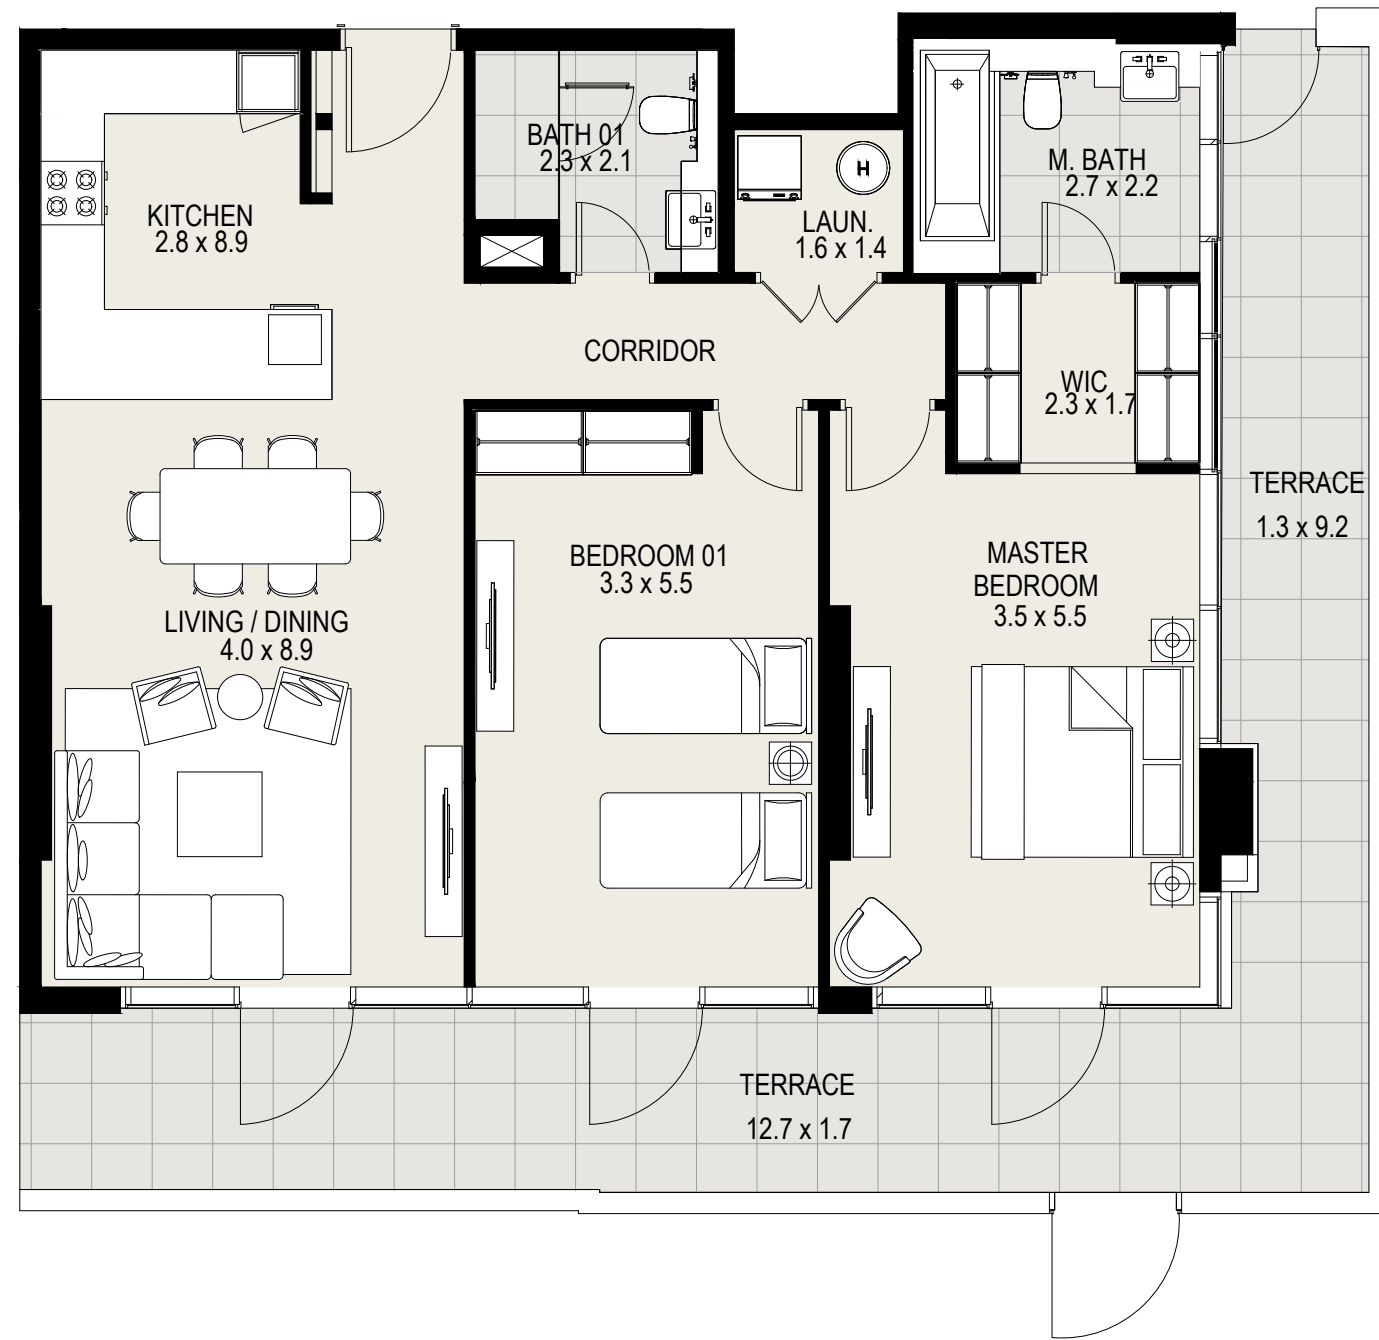 BATH 01
2.3 x 2.1
M. BATH
2.7 x 2.2
KITCHEN
2.8 x 8.9
H
LAUN.
1.6 x 1.4
CORRIDOR
WIC
2.3 x 1.7
TERRACE
1.3 x 9.2
BEDROOM 01
3.3 x 5.5
MASTER
BEDROOM
3.5 x 5.5
LIVING / DINING
4.0 x 8.9
TERRACE
12.7 x 1.7